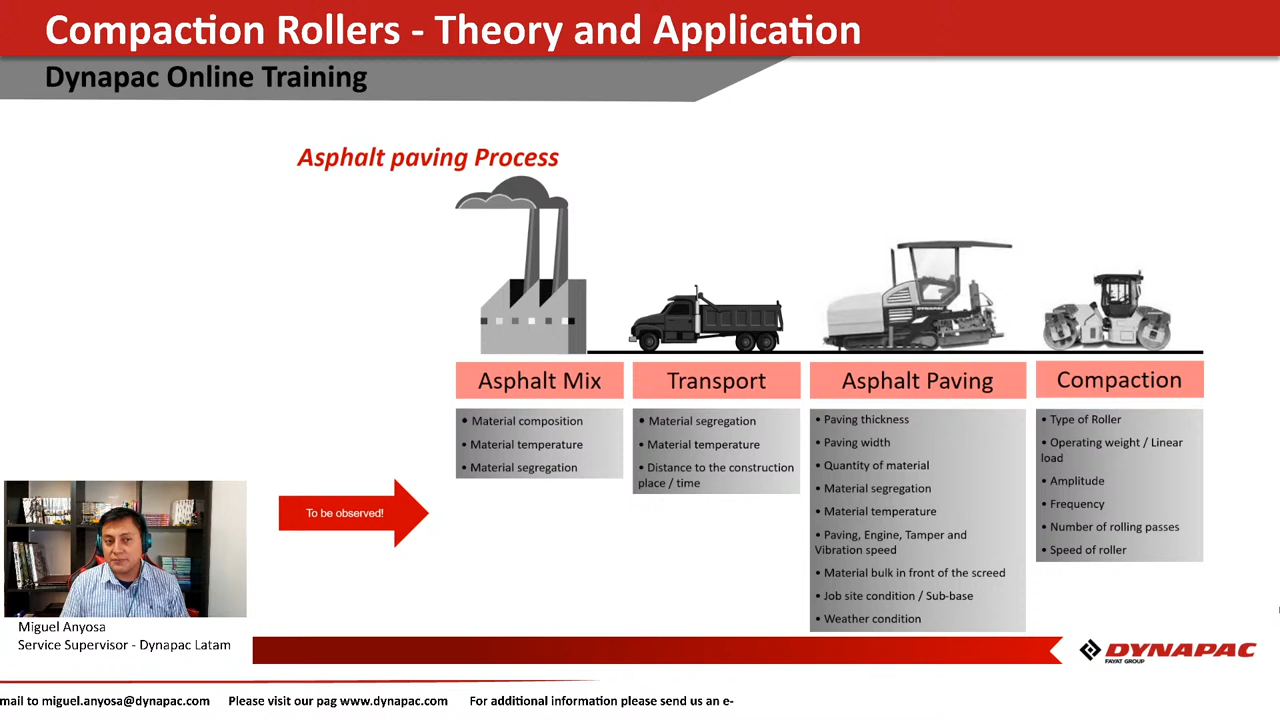 Compaction Rollers - Theory and Application
Dynapac Online Training
Asphalt paving Process
Asphalt Mix
• Material composition
• Material temperature
• Material segregation
Transport
• Material segregation
• Material temperature
• Distance to the construction
place / time
Asphalt Paving
• Paving thickness
• Paving width
• Quantity of material
• Material segregation
• Material temperature
• Paving, Engine, Tamper and
Vibration speed
• Material bulk in front of the screed
• Job site condition / Sub-base
• Weather condition
Compaction
• Type of Roller
• Operating weight / Linear
load
• Amplitude
• Frequency
• Number of rolling passes
• Speed of roller
To be observed!
Miguel Anyosa
Service Supervisor - Dynapac Latam
DYNAPAC
FAYAT GROUP
mail to miguel.anyosa@dynapac.com Please visit our pag www.dynapac.com For additional information please send us an e-